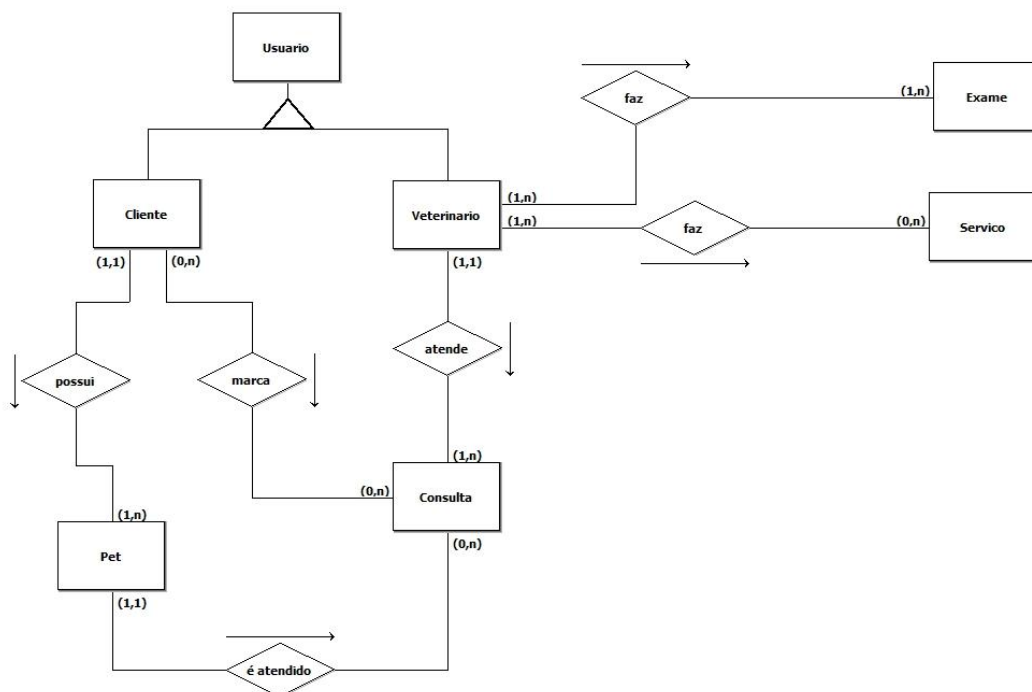 Usuario
faz
(1,n)
Exame
Cliente
Veterinario
(1,n)
(1,n)
faz
(0,n)
Servico
(1,1)
(0,n)
(1,1)
possui
marca
atende
(1,n)
(0,n)
Consulta
(1,n)
(0,n)
Pet
(1,1)
é atendido